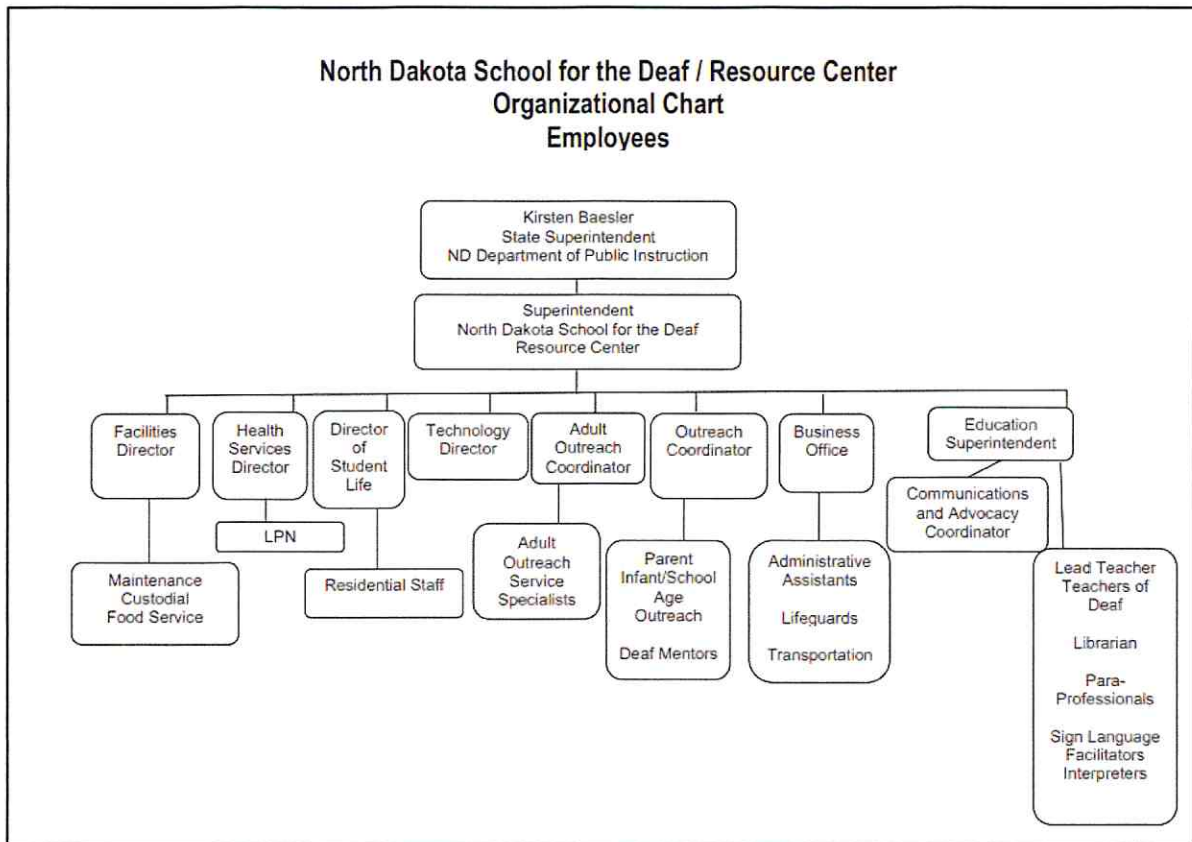 North Dakota School for the Deaf / Resource Center
Organizational Chart
Employees
Kirsten Baesler
State Superintendent
ND Department of Public Instruction
Superintendent
North Dakota School for the Deaf
Resource Center
Facilities
Director
Health
Services
Director
Director
of
Student
Life
Technology
Director
Adult
Outreach
Coordinator
Outreach
Coordinator
Business
Office
Education
Superintendent
Communications
and Advocacy
Coordinator
LPN
Maintenance
Custodial
Food Service
Residential Staff
Adult
Outreach
Service
Specialists
Parent
Infant/School
Age
Outreach
Deaf Mentors
Administrative
Assistants
Lifeguards
Transportation
Lead Teacher
Teachers of
Deaf
Librarian
Para-
Professionals
Sign Language
Facilitators
Interpreters